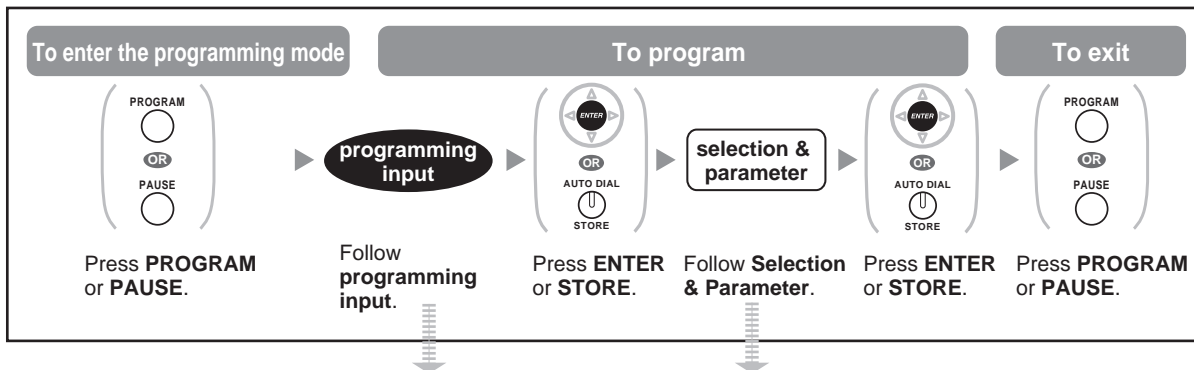 To enter the programming mode
To program
To exit
PROGRAM
OR
PAUSE
programming
input
ENTER
OR
AUTO DIAL
STORE
selection &
parameter
ENTER
OR
AUTO DIAL
STORE
PROGRAM
OR
PAUSE
Press PROGRAM
or PAUSE.
Follow
programming
input.
Press ENTER
or STORE.
Follow Selection
& Parameter.
Press ENTER
or STORE.
Press PROGRAM
or PAUSE.